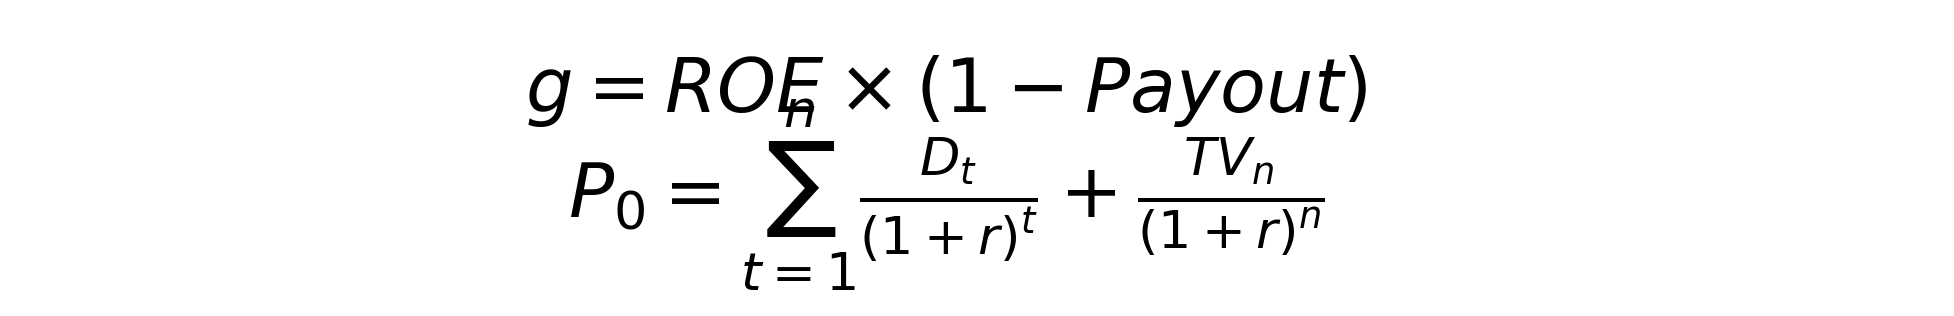 g = ROE × (1 − Payout)
P₀ = ∑ₜ₌₁ⁿ Dₜ/(1 + r)ᵗ + TVₙ/(1 + r)ⁿ